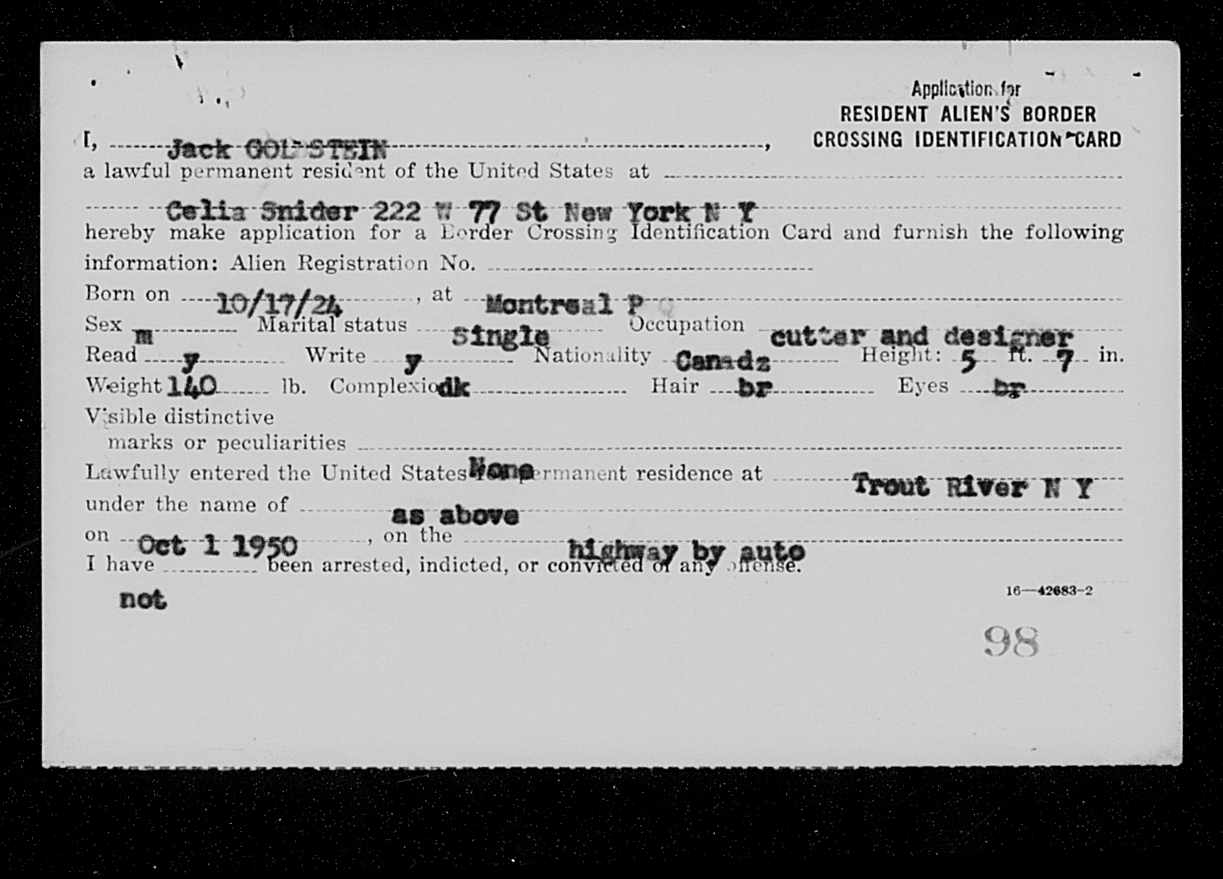 Application for
RESIDENT ALIEN'S BORDER
CROSSING IDENTIFICATION CARD
I, Jack GOLDSTEIN,
a lawful permanent resident of the United States at
Celia Snider 222 W 77 St New York N Y
hereby make application for a Border Crossing Identification Card and furnish the following
information: Alien Registration No.
Born on 10/17/24, at Montreal P Q
Sex m Marital status Single Occupation cutter and designer
Read y Write y Nationality Canada Height: 5 ft. 7 in.
Weight 140 lb. Complexion dk Hair br Eyes br
Visible distinctive
marks or peculiarities
Lawfully entered the United States None permanent residence at Trout River N Y
under the name of as above
on Oct 1 1950, on the highway by auto
I have been arrested, indicted, or convicted of any offense.
not
16—42683-2
98